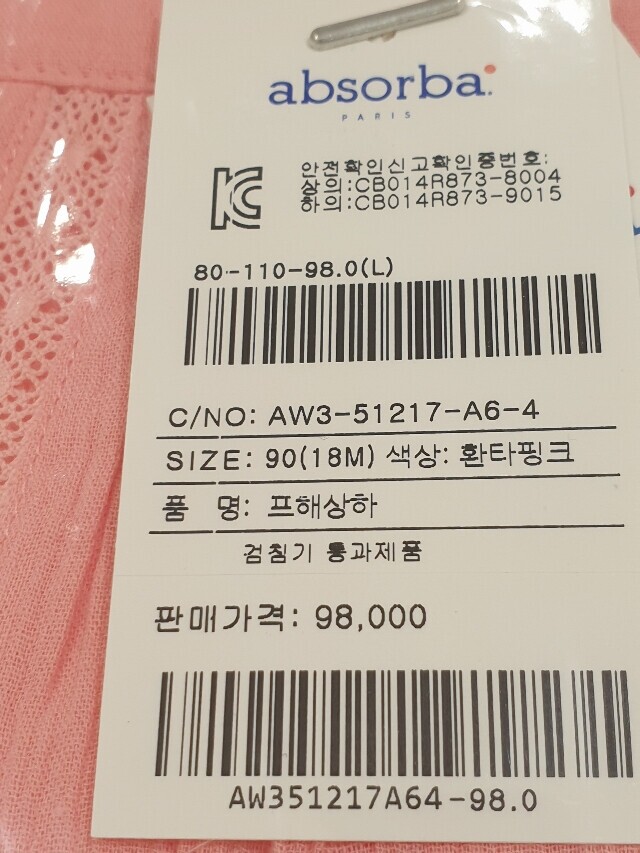 absorba.
PARIS
안전확인신고확인증번호:
상의:CB014R873-8004
하의:CB014R873-9015
80-110-98.0(L)
C/NO: AW3-51217-A6-4
SIZE: 90(18M) 색상: 환타핑크
품 명: 프해상하
검침기 통과제품
판매가격: 98,000
AW351217A64-98.0